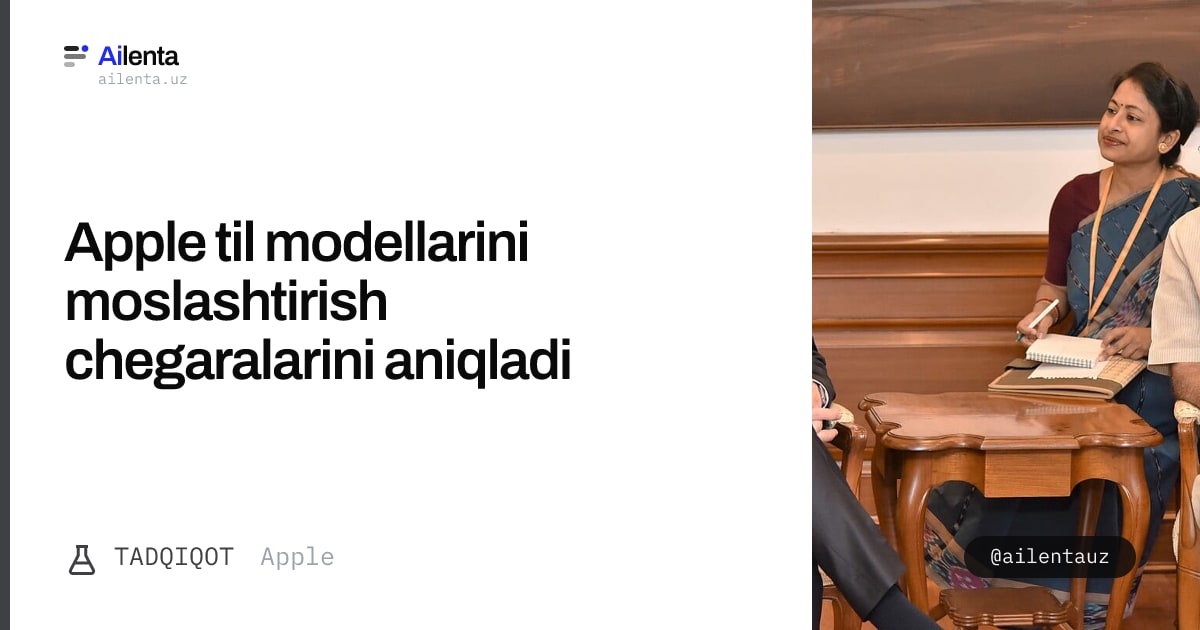 Ailenta
ailenta.uz
Apple til modellarini
moslashtirish
chegaralarini aniqladi
TADQIQOT Apple
@ailentauz